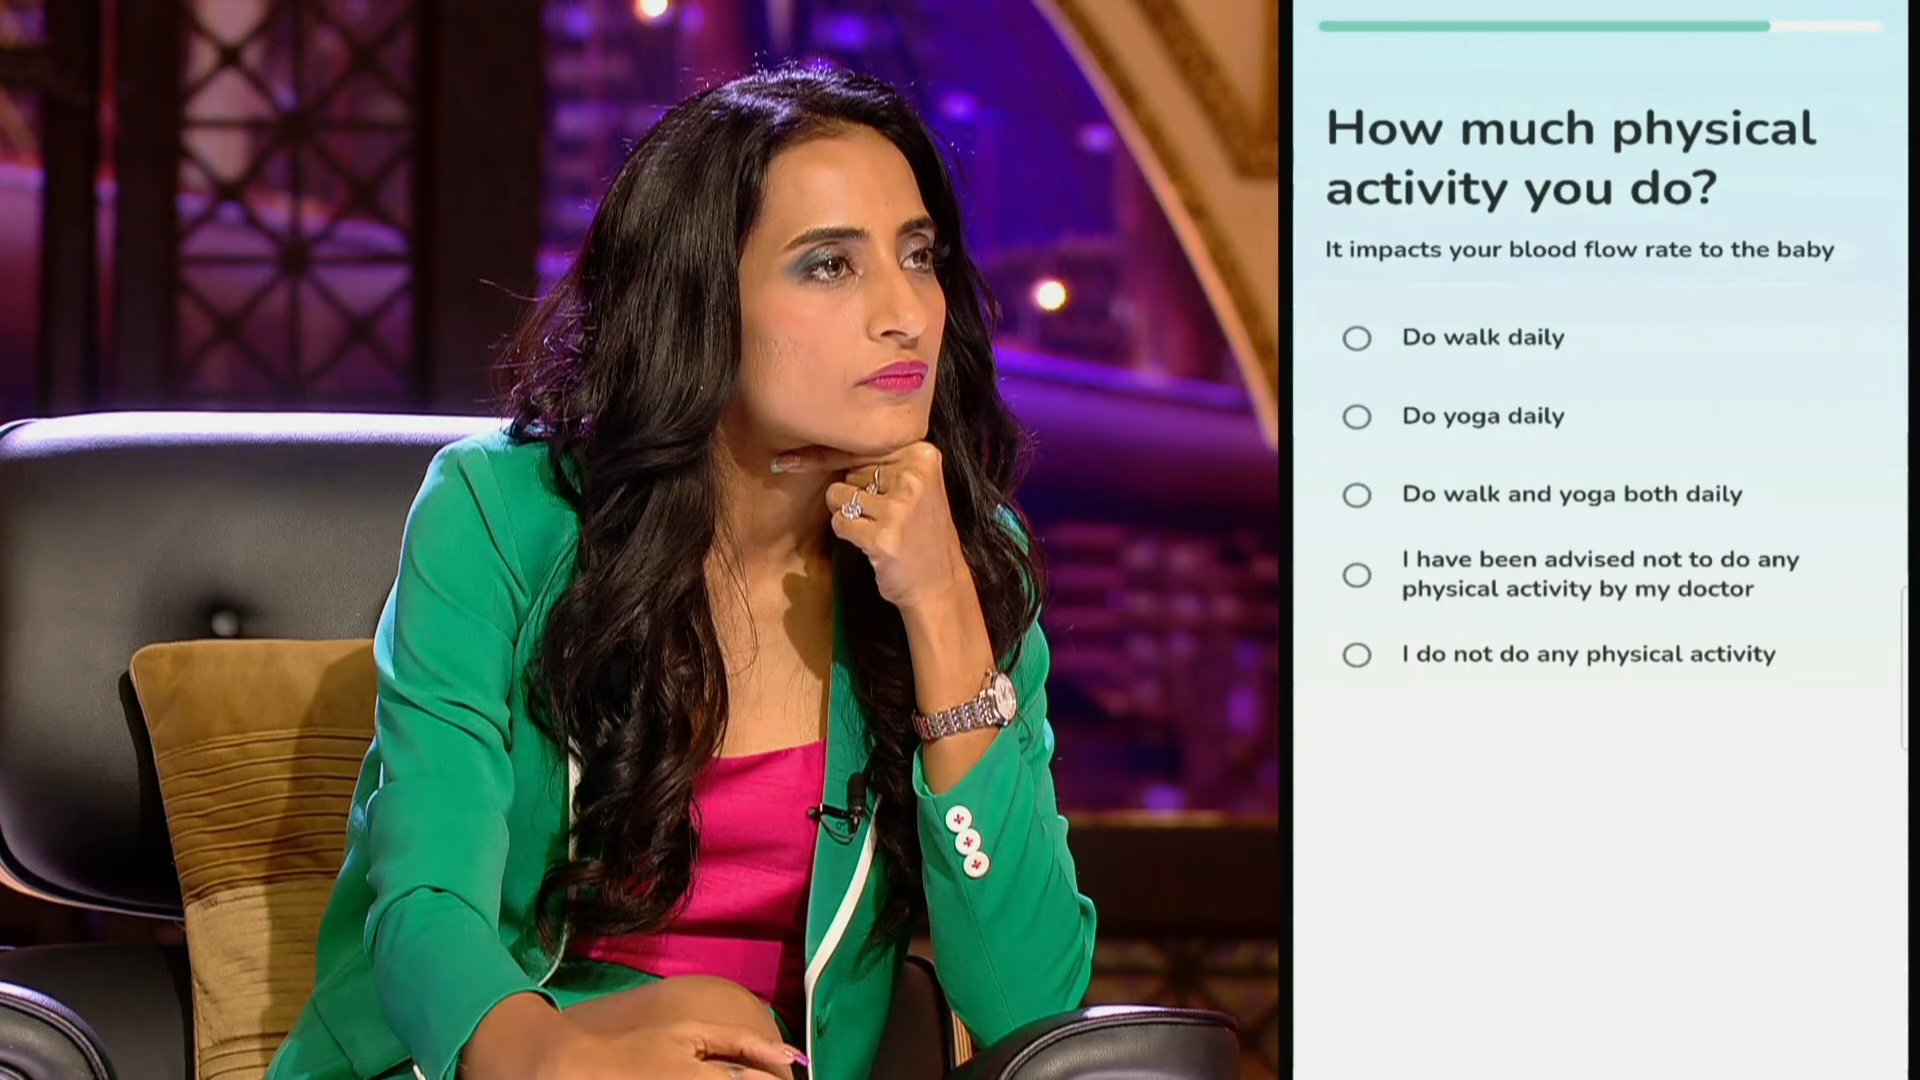 How much physical
activity you do?
It impacts your blood flow rate to the baby
Do walk daily
Do yoga daily
Do walk and yoga both daily
I have been advised not to do any
physical activity by my doctor
I do not do any physical activity